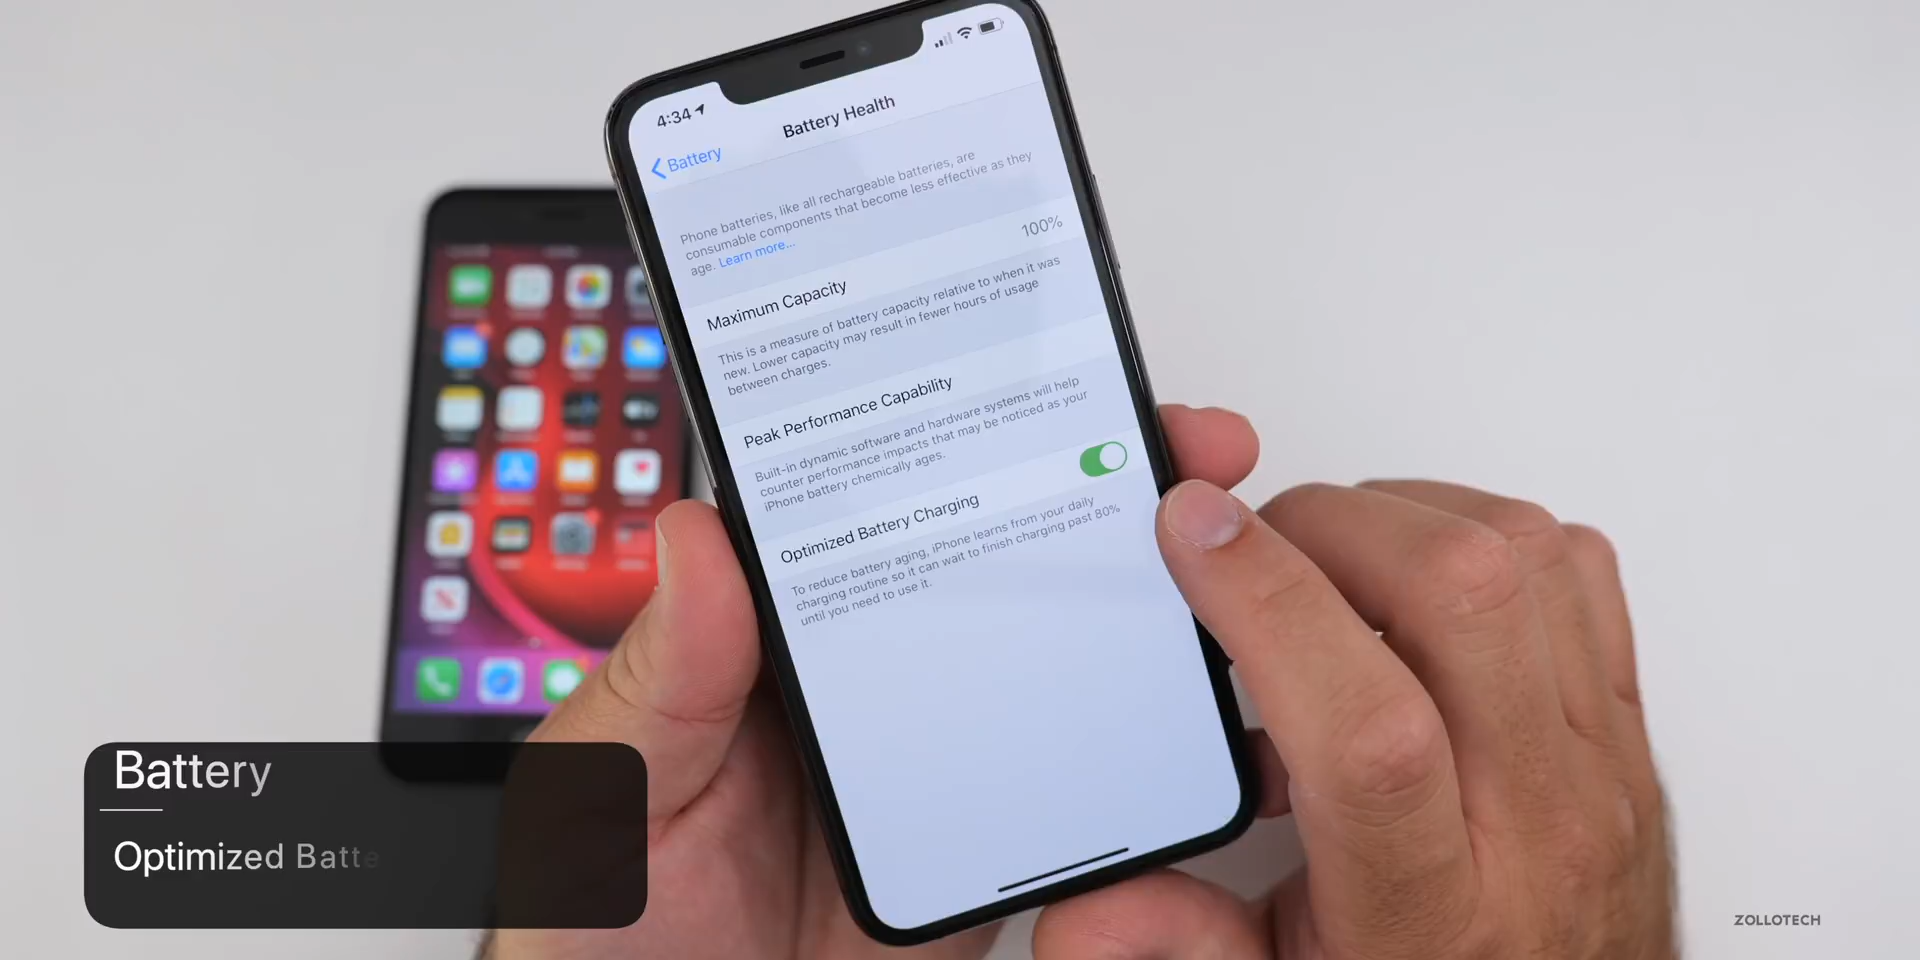 4:34
Battery
Battery Health
Phone batteries, like all rechargeable batteries, are
consumable components that become less effective as they
age. Learn more...
Maximum Capacity 100%
This is a measure of battery capacity relative to when it was
new. Lower capacity may result in fewer hours of usage
between charges.
Peak Performance Capability
Built-in dynamic software and hardware systems will help
counter performance impacts that may be noticed as your
iPhone battery chemically ages.
Optimized Battery Charging
To reduce battery aging, iPhone learns from your daily
charging routine so it can wait to finish charging past 80%
until you need to use it.
Battery
Optimized Batte
ZOLLOTECH